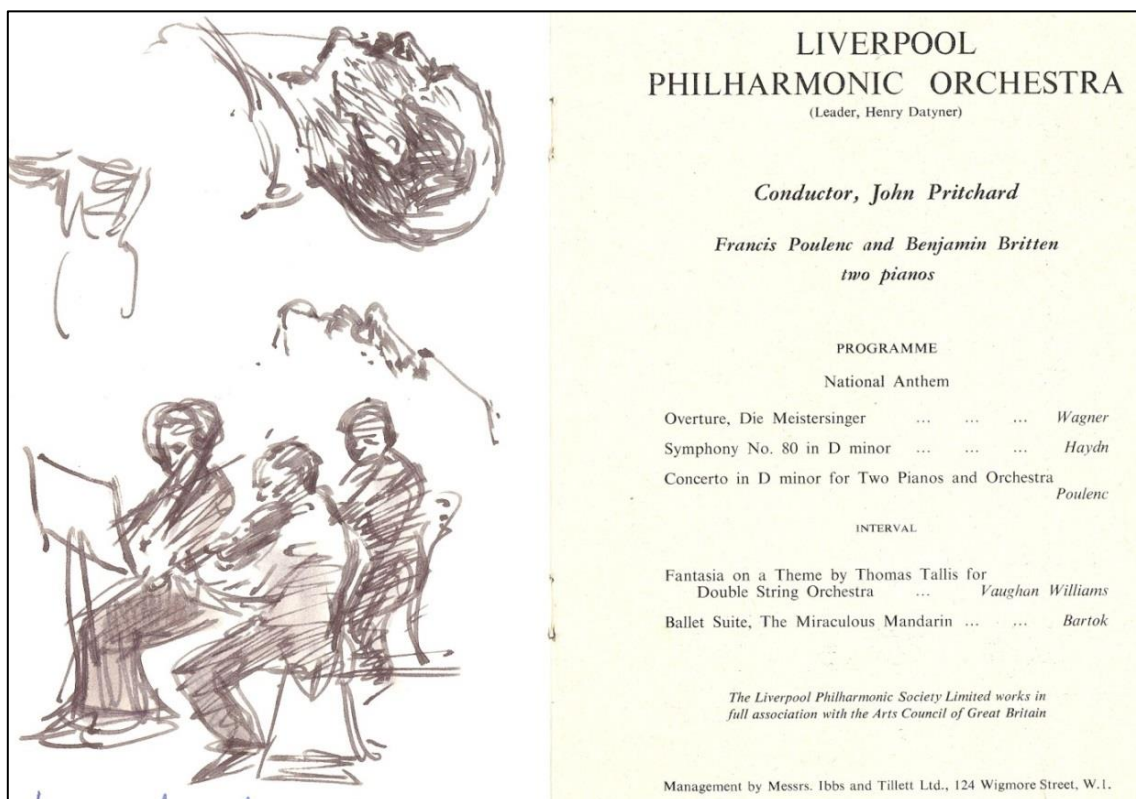 LIVERPOOL
PHILHARMONIC ORCHESTRA
(Leader, Henry Datyner)
Conductor, John Pritchard
Francis Poulenc and Benjamin Britten
two pianos
PROGRAMME
National Anthem
Overture, Die Meistersinger ... ... ... Wagner
Symphony No. 80 in D minor ... ... ... Haydn
Concerto in D minor for Two Pianos and Orchestra
Poulenc
INTERVAL
Fantasia on a Theme by Thomas Tallis for
Double String Orchestra ... Vaughan Williams
Ballet Suite, The Miraculous Mandarin ... ... Bartok
The Liverpool Philharmonic Society Limited works in
full association with the Arts Council of Great Britain
Management by Messrs. Ibbs and Tillett Ltd., 124 Wigmore Street, W.1.